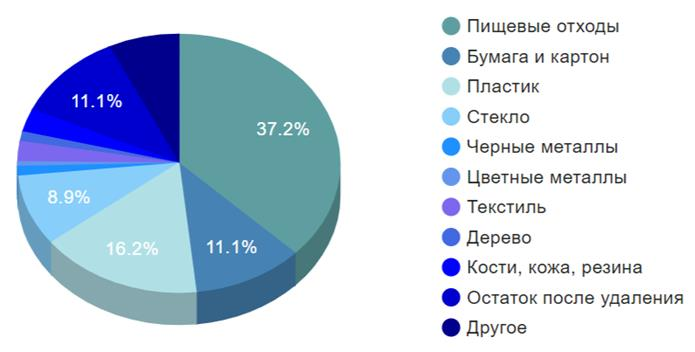 Пищевые отходы
Бумага и картон
Пластик
Стекло
Черные металлы
Цветные металлы
Текстиль
Дерево
Кости, кожа, резина
Остаток после удаления
Другое
11.1%
37.2%
8.9%
16.2%
11.1%